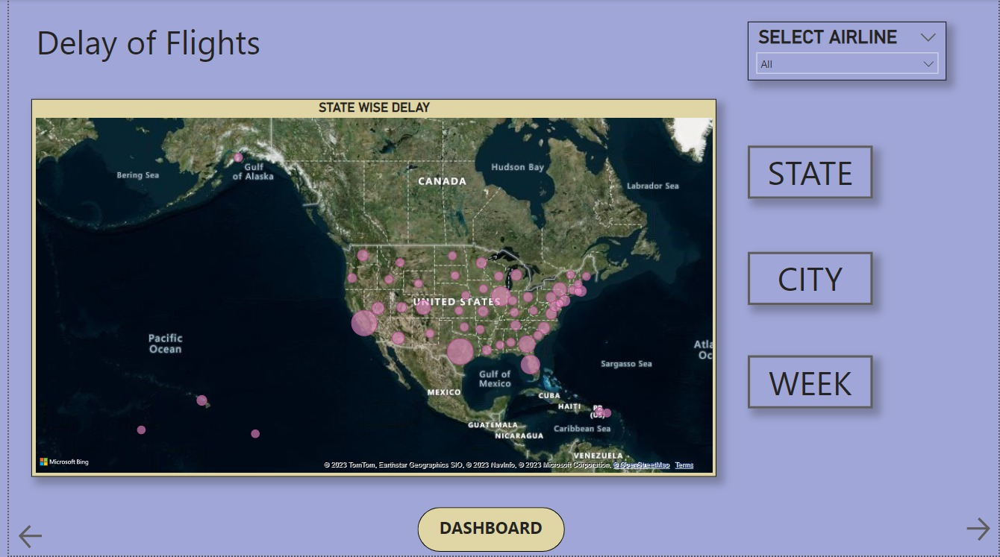 Delay of Flights
SELECT AIRLINE
All
STATE WISE DELAY
Bering Sea
Gulf
of Alaska
CANADA
Hudson Bay
Labrador Sea
UNITED STATES
Pacific
Ocean
Gulf of
Mexico
Sargasso Sea
Atla
Oc
MEXICO
CUBA
HAITI
PR
(US)
GUATEMALA
NICARAGUA
Caribbean Sea
VENEZUELA
Microsoft Bing
© 2023 TomTom, Earthstar Geographics SIO, © 2023 NavInfo, © 2023 Microsoft Corporation, © OpenStreetMap Terms
STATE
CITY
WEEK
DASHBOARD